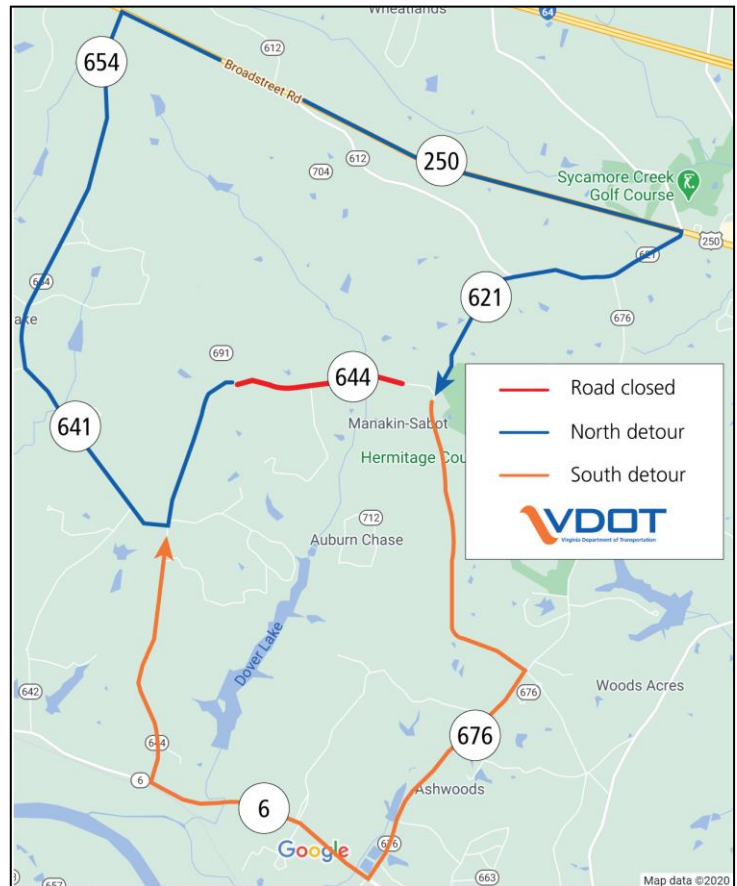 Wheatlands
64
612
654
Broadstreet Rd
250
612
704
Sycamore Creek
Golf Course
250
621
621
676
ake
691
644
Manakin-Sabot
Hermitage Cou
641
Road closed
North detour
South detour
VDOT
Virginia Department of Transportation
712
Auburn Chase
Dover Lake
642
676
Woods Acres
676
644
6
6
Ashwoods
Google
676
663
657
Map data ©2020